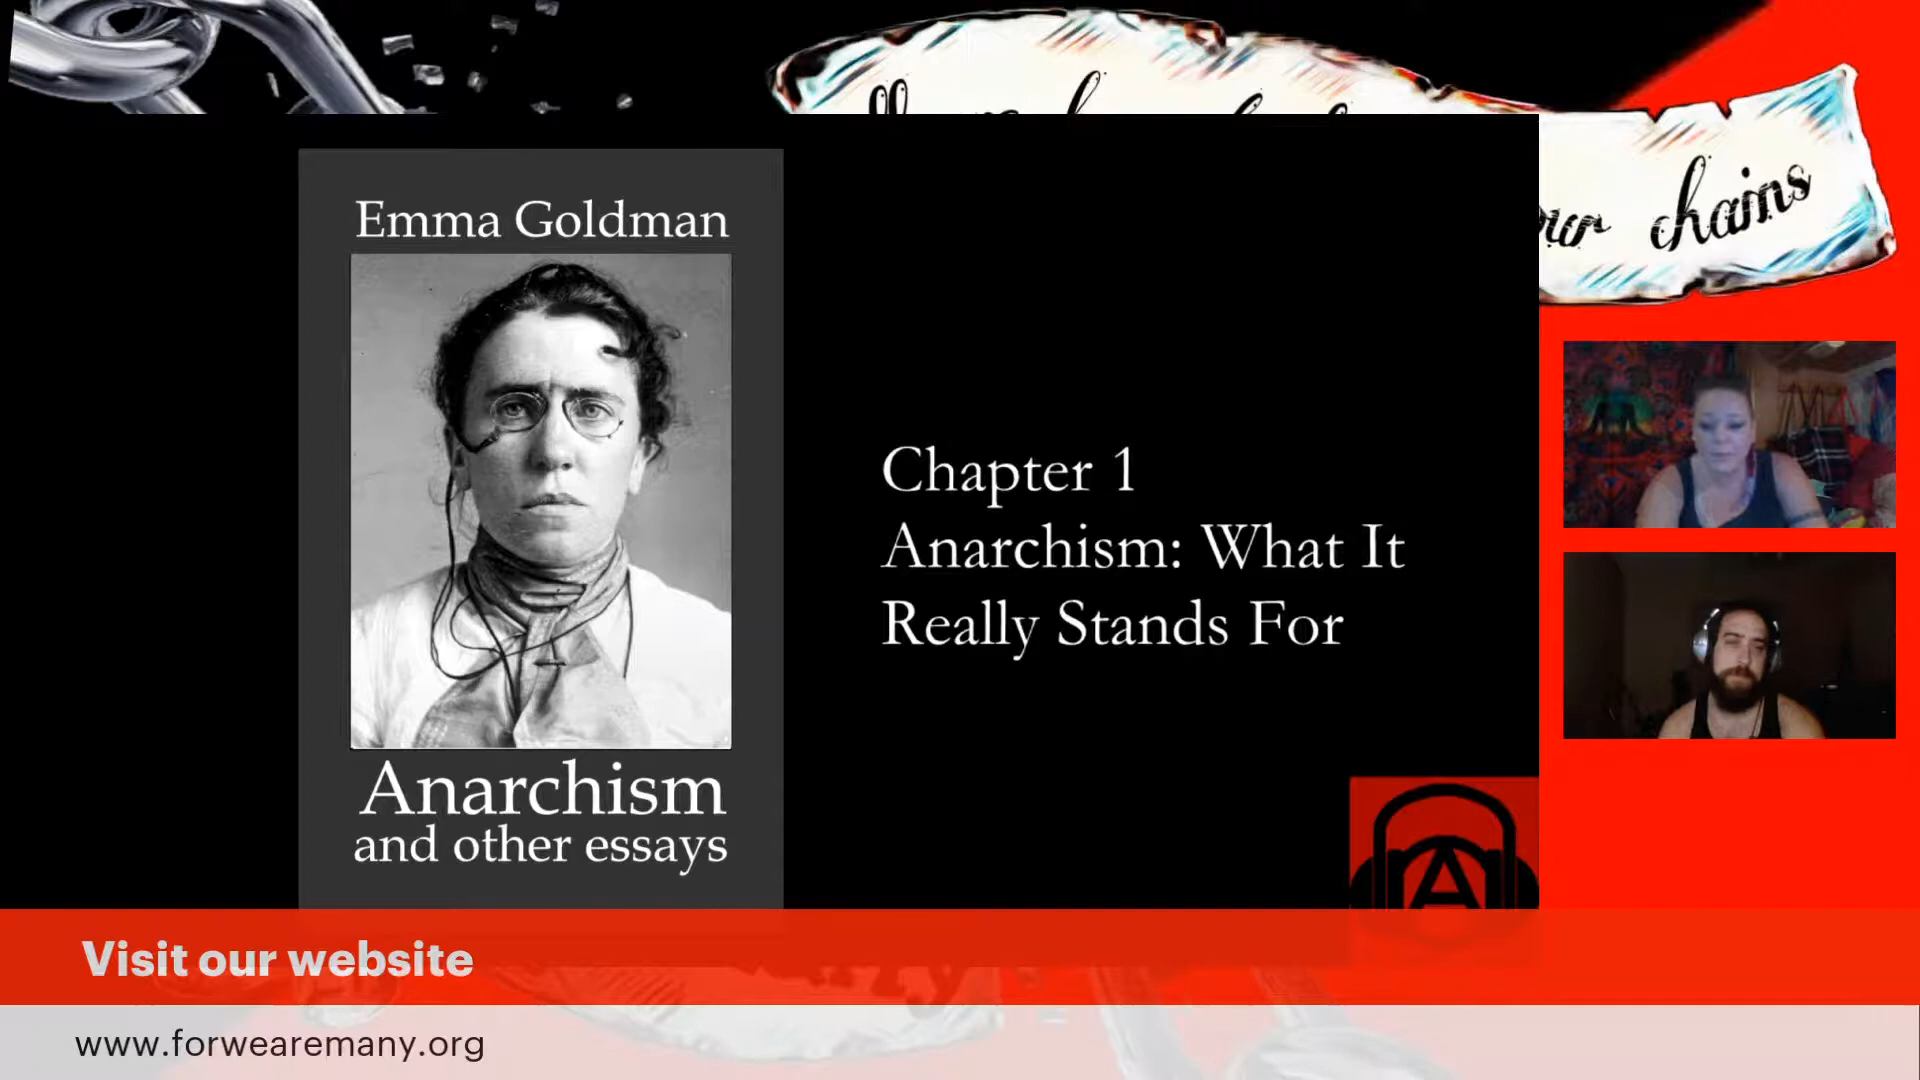 our chains
Emma Goldman
Anarchism
and other essays
Chapter 1
Anarchism: What It
Really Stands For
A
Visit our website
www.forwearemany.org